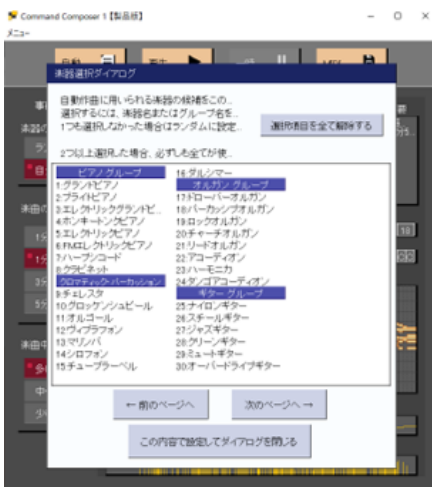 Command Composer 1【製品版】
メニュー
楽器選択ダイアログ
自動作曲に用いられる楽器の候補をこの..
選択するには、楽器名またはグループ名を..
1つも選択しなかった場合はランダムに設定..
選択項目を全て解除する
2つ以上選択した場合、必ずしも全てが使..
ピアノ グループ
1.グランドピアノ
2.ブライトピアノ
3.エレクトリックグランドピ..
4.ホンキートンクピアノ
5.エレクトリックピアノ
6.FMエレクトリックピアノ
7.ハープシコード
8.クラビネット
クロマティック・パーカッション
9.チェレスタ
10.グロッケンシュピール
11.オルゴール
12.ヴィブラフォン
13.マリンバ
14.シロフォン
15.チューブラーベル
16.ダルシマー
オルガン グループ
17.ドローバーオルガン
18.パーカッシブオルガン
19.ロックオルガン
20.チャーチオルガン
21.リードオルガン
22.アコーディオン
23.ハーモニカ
24.タンゴアコーディオン
ギター グループ
25.ナイロンギター
26.スチールギター
27.ジャズギター
28.クリーンギター
29.ミュートギター
30.オーバードライブギター
←前のページへ
次のページへ→
この内容で設定してダイアログを閉じる